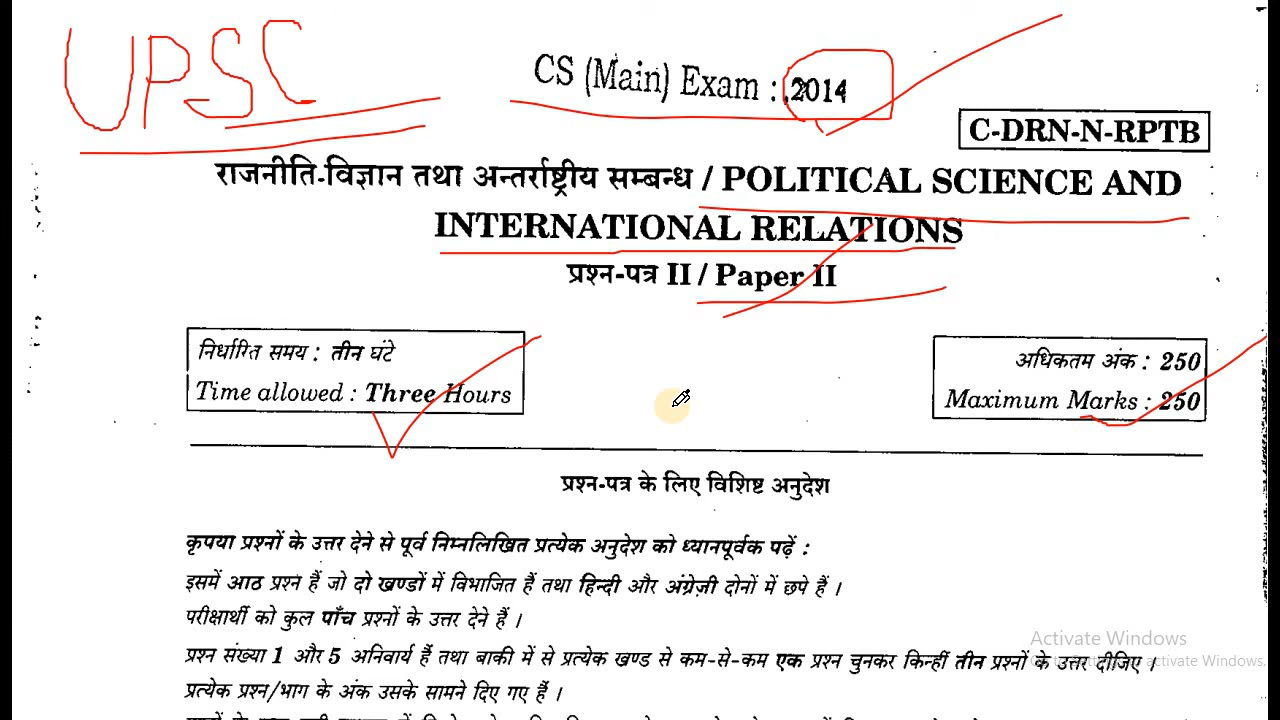 UPSC
CS (Main) Exam : 2014
C-DRN-N-RPTB
राजनीति-विज्ञान तथा अन्तर्राष्ट्रीय सम्बन्ध / POLITICAL SCIENCE AND
INTERNATIONAL RELATIONS
प्रश्न-पत्र II / Paper II
निर्धारित समय : तीन घंटे
Time allowed : Three Hours
अधिकतम अंक : 250
Maximum Marks : 250
प्रश्न-पत्र के लिए विशिष्ट अनुदेश
कृपया प्रश्नों के उत्तर देने से पूर्व निम्नलिखित प्रत्येक अनुदेश को ध्यानपूर्वक पढ़ें :
इसमें आठ प्रश्न हैं जो दो खण्डों में विभाजित हैं तथा हिन्दी और अंग्रेज़ी दोनों में छपे हैं ।
परीक्षार्थी को कुल पाँच प्रश्नों के उत्तर देने हैं ।
प्रश्न संख्या 1 और 5 अनिवार्य हैं तथा बाकी में से प्रत्येक खण्ड से कम-से-कम एक प्रश्न चुनकर किन्हीं तीन प्रश्नों के उत्तर दीजिए ।
प्रत्येक प्रश्न/भाग के अंक उसके सामने दिए गए हैं ।
Activate Windows
activate Windows.